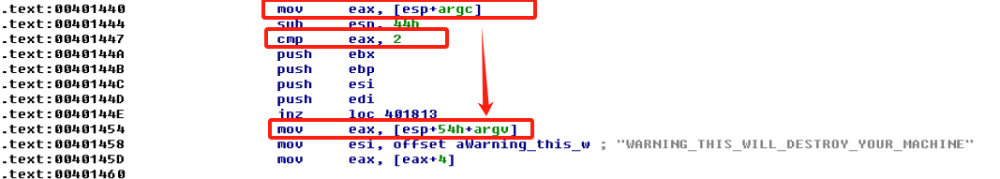 .text:00401440 mov eax, [esp+argc]
.text:00401444 sub esp, 44h
.text:00401447 cmp eax, 2
.text:0040144A push ebx
.text:0040144B push ebp
.text:0040144C push esi
.text:0040144D push edi
.text:0040144E jnz loc_401813
.text:00401454 mov eax, [esp+54h+argv]
.text:00401458 mov esi, offset aWarning_this_w ; "WARNING_THIS_WILL_DESTROY_YOUR_MACHINE"
.text:0040145D mov eax, [eax+4]
.text:00401460